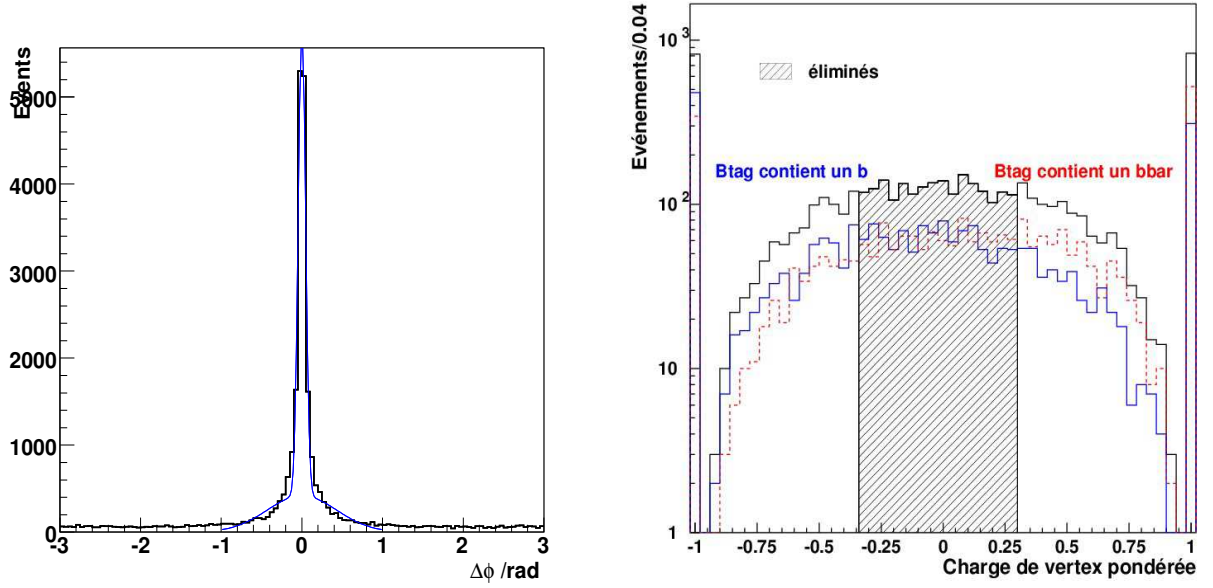 Events
5000
4000
3000
2000
1000
0
-3 -2 -1 0 1 2 3
Δϕ /rad
Evénements/0.04
10³
10²
10
1
éliminés
Btag contient un b
Btag contient un bbar
-1 -0.75 -0.5 -0.25 0 0.25 0.5 0.75 1
Charge de vertex pondérée